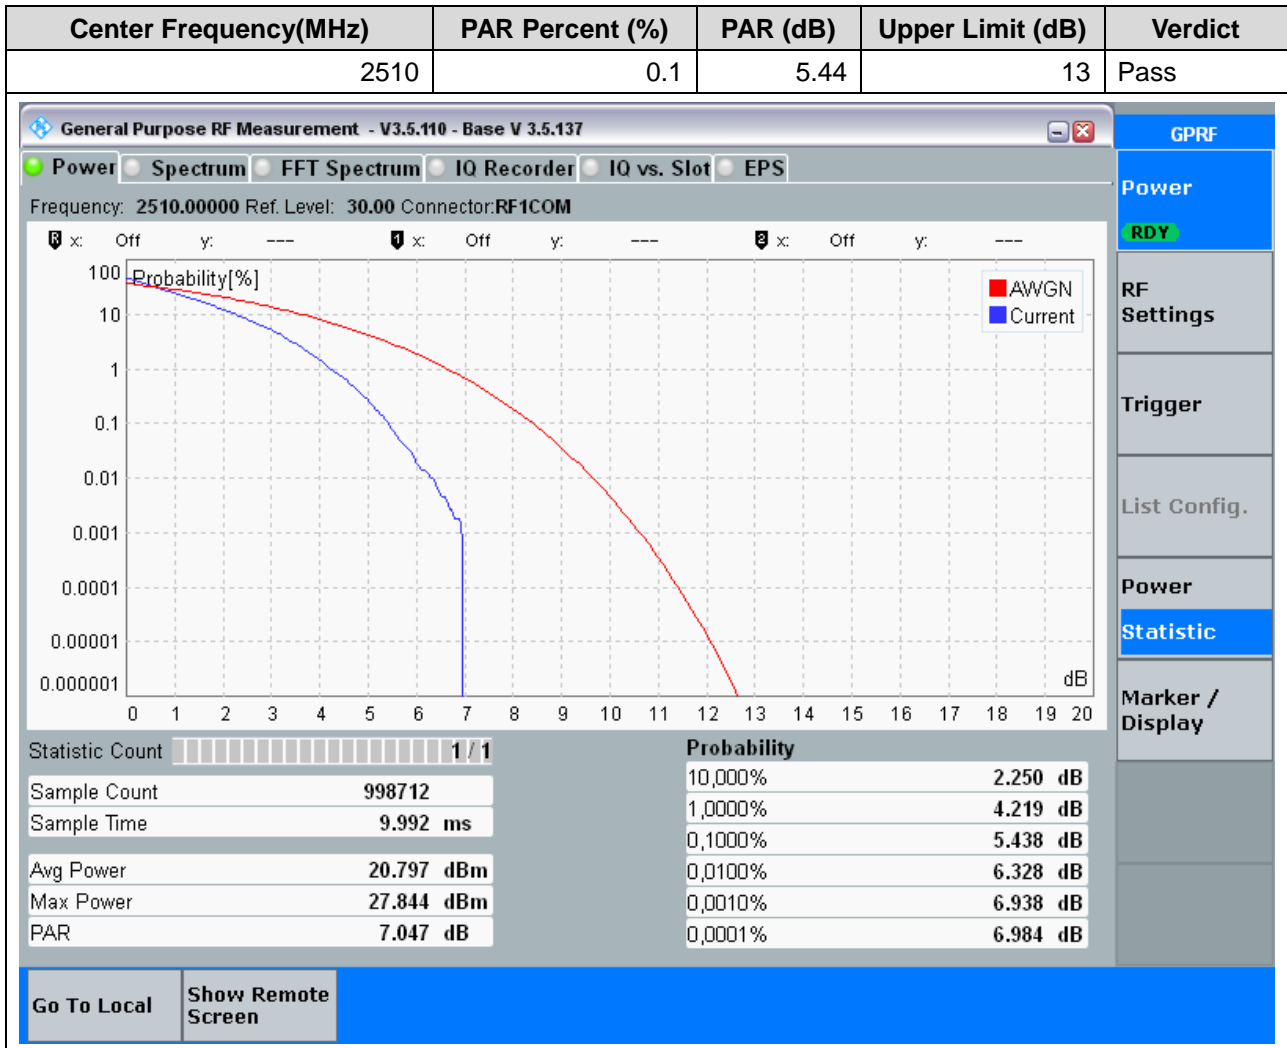 Center Frequency(MHz) PAR Percent (%) PAR (dB) Upper Limit (dB) Verdict
2510 0.1 5.44 13 Pass
General Purpose RF Measurement - V3.5.110 - Base V 3.5.137
GPRF
Power Spectrum FFT Spectrum IQ Recorder IQ vs. Slot EPS
Power
RDY
Frequency: 2510.00000 Ref. Level: 30.00 Connector:RF1COM
R x: Off y: --- 1 x: Off y: --- 2 x: Off y: ---
Probability[%]
AWGN
Current
100
10
1
0.1
0.01
0.001
0.0001
0.00001
0.000001
dB
0 1 2 3 4 5 6 7 8 9 10 11 12 13 14 15 16 17 18 19 20
RF
Settings
Trigger
List Config.
Power
Statistic
Marker /
Display
Statistic Count 1 / 1
Sample Count 998712
Sample Time 9.992 ms
Avg Power 20.797 dBm
Max Power 27.844 dBm
PAR 7.047 dB
Probability
10,000% 2.250 dB
1,0000% 4.219 dB
0,1000% 5.438 dB
0,0100% 6.328 dB
0,0010% 6.938 dB
0,0001% 6.984 dB
Go To Local
Show Remote
Screen